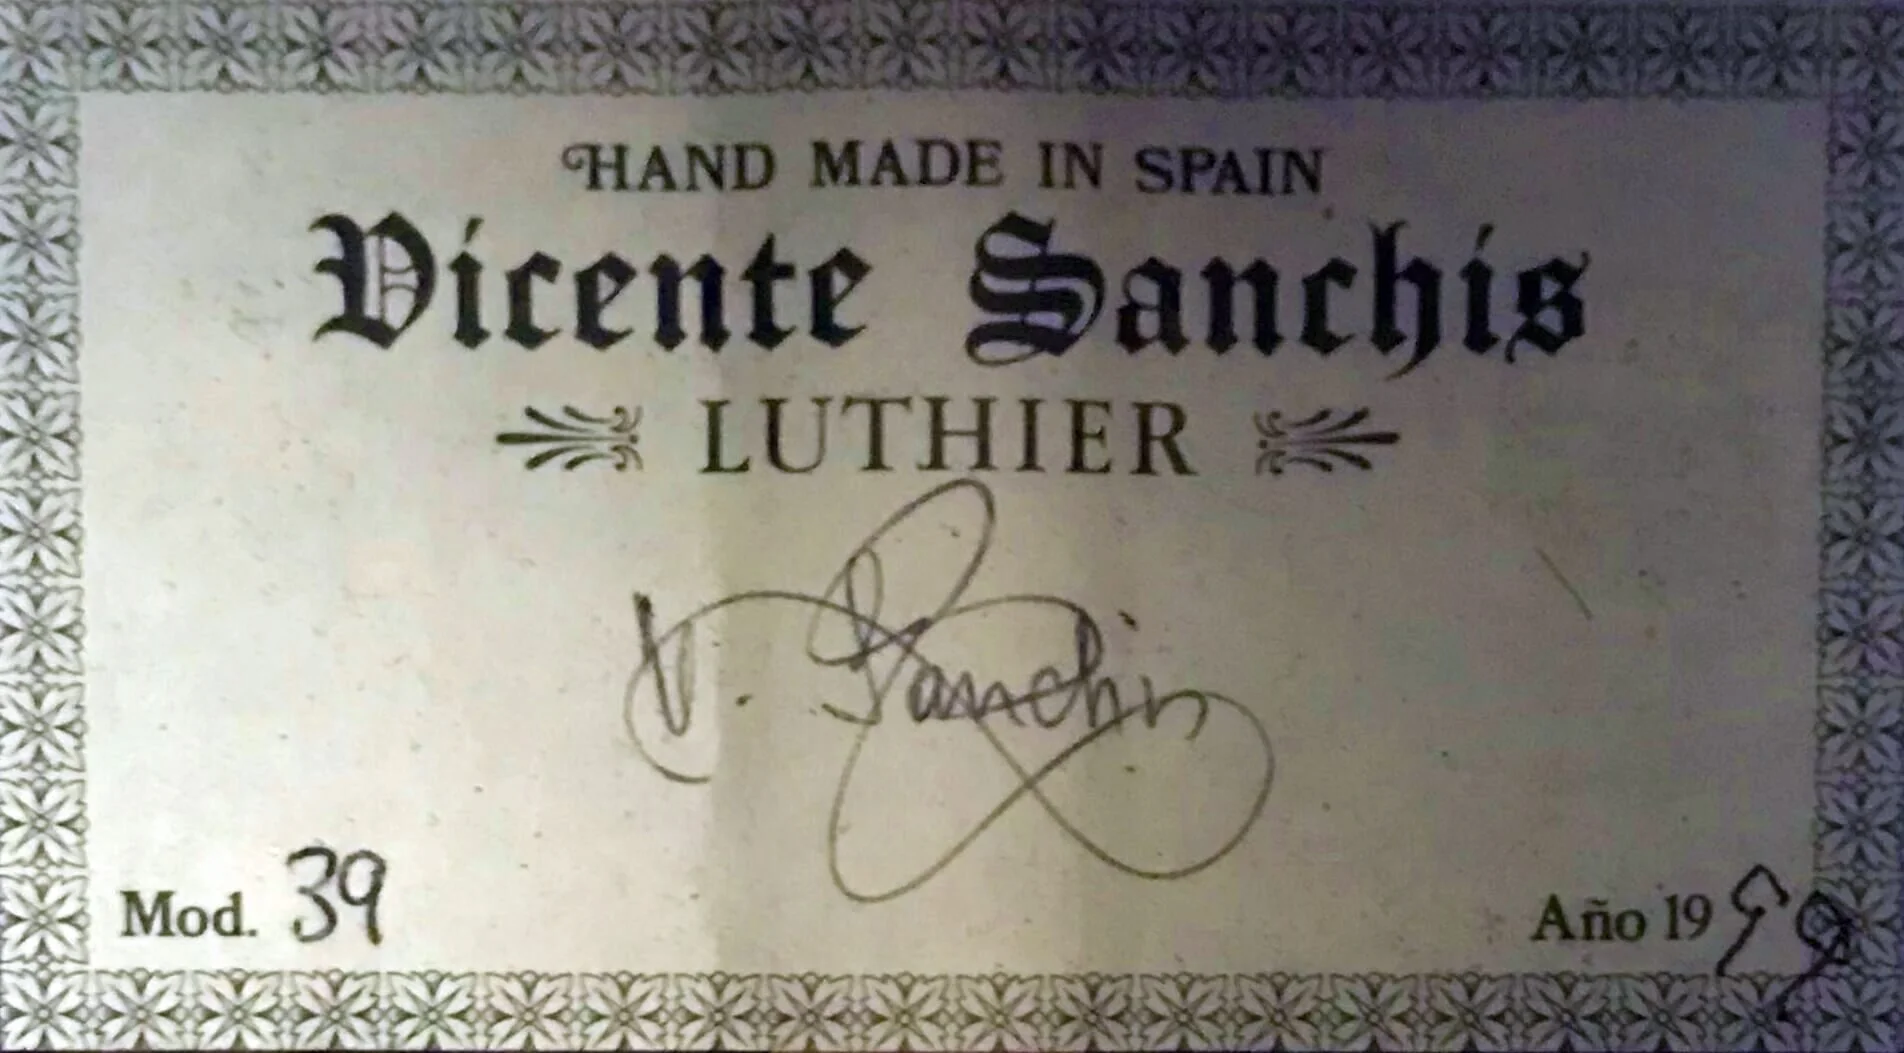 HAND MADE IN SPAIN
Vicente Sanchis
LUTHIER
V. Sanchis
Mod. 39
Año 1999